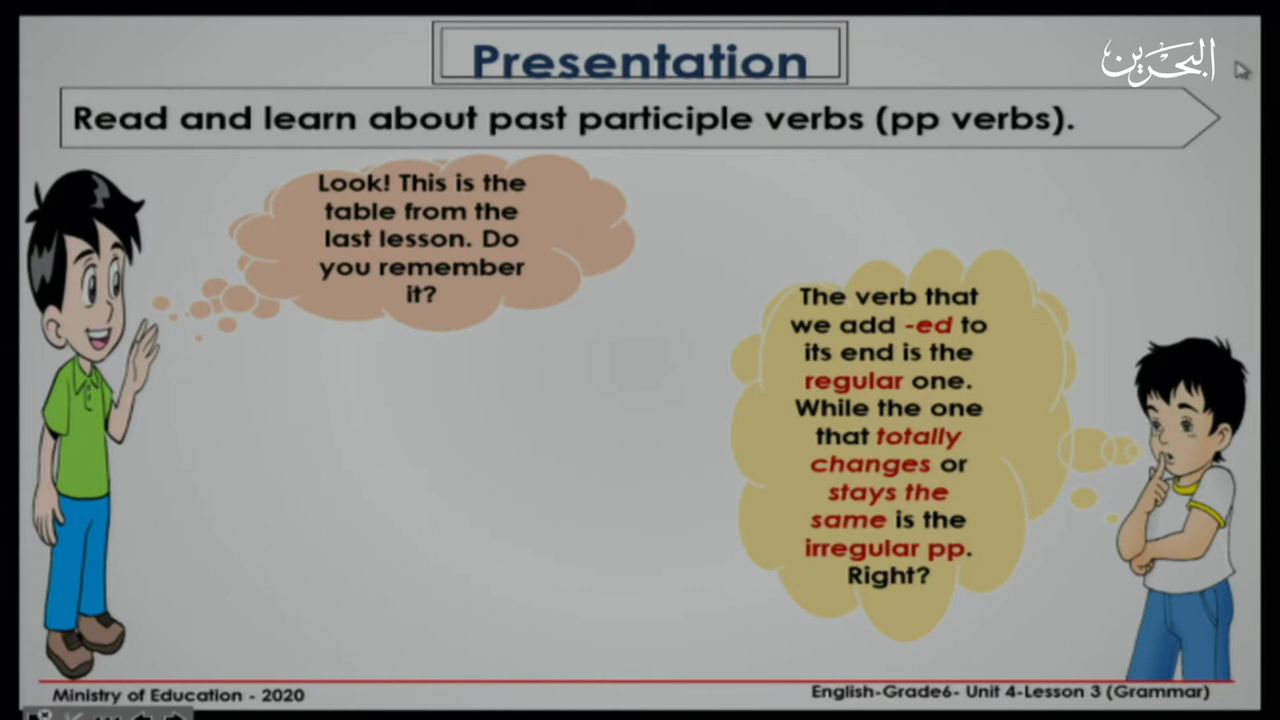 Presentation
البحرين
Read and learn about past participle verbs (pp verbs).
Look! This is the
table from the
last lesson. Do
you remember
it?
The verb that
we add -ed to
its end is the
regular one.
While the one
that totally
changes or
stays the
same is the
irregular pp.
Right?
Ministry of Education - 2020
English-Grade6- Unit 4-Lesson 3 (Grammar)